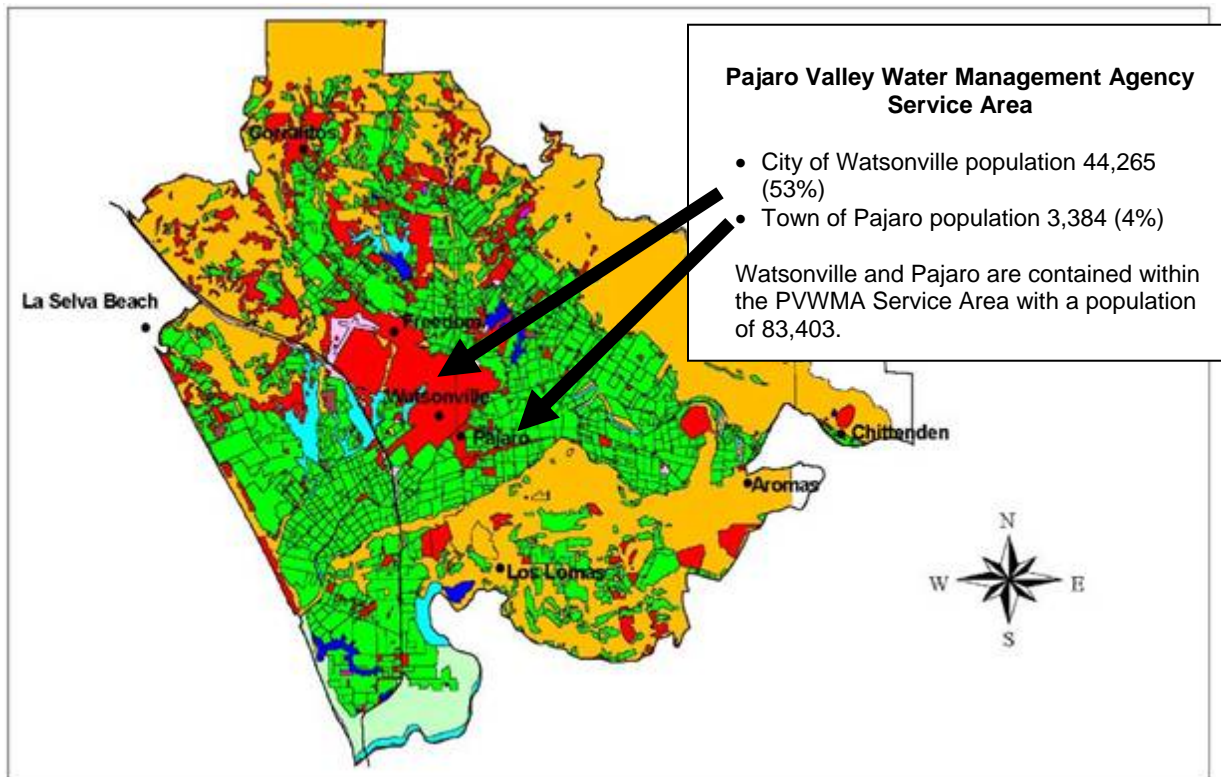 Pajaro Valley Water Management Agency
Service Area
• City of Watsonville population 44,265
(53%)
• Town of Pajaro population 3,384 (4%)
Watsonville and Pajaro are contained within
the PVWMA Service Area with a population
of 83,403.
Corralitos
La Selva Beach
Freedom
Watsonville
Pajaro
Chittenden
Aromas
Los Lomas
N
W
E
S